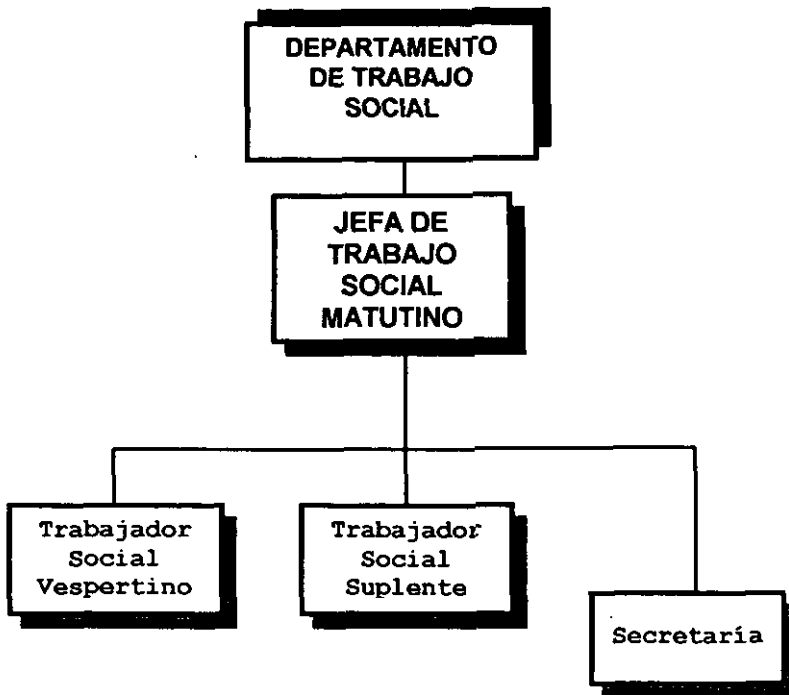 DEPARTAMENTO
DE TRABAJO
SOCIAL
JEFA DE
TRABAJO
SOCIAL
MATUTINO
Trabajador
Social
Vespertino
Trabajador
Social
Suplente
Secretaría